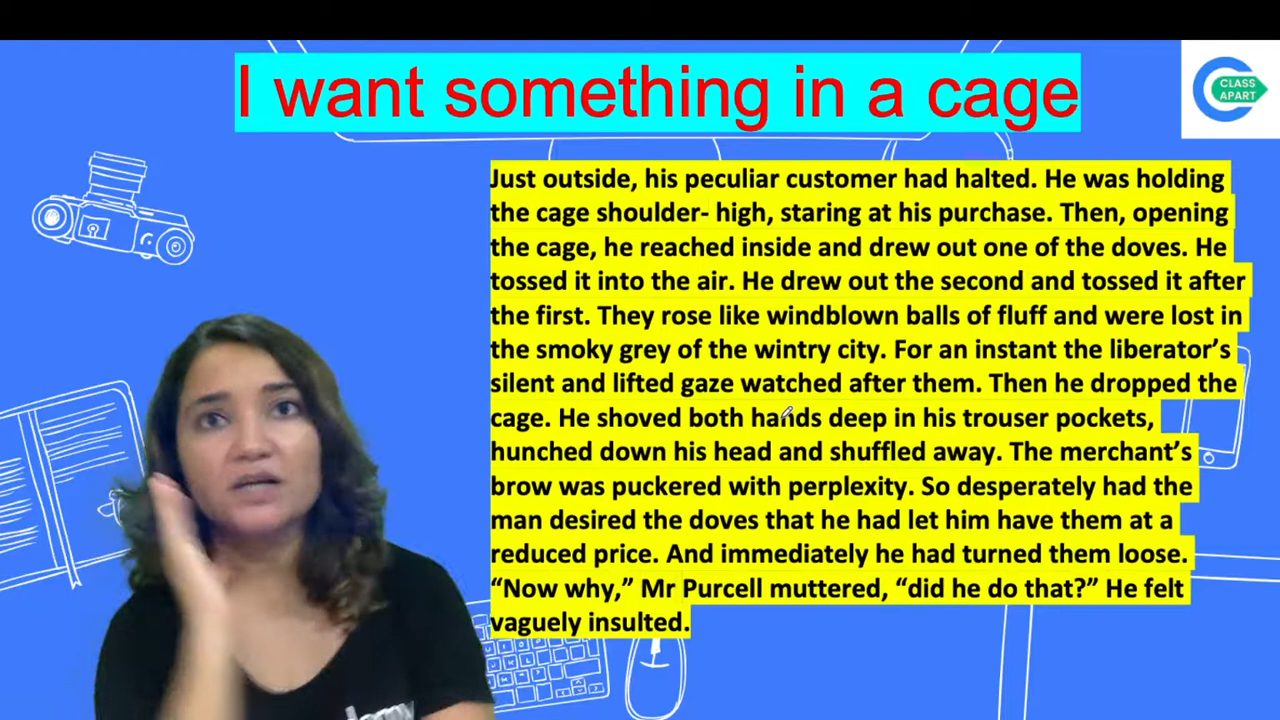 I want something in a cage
CLASS
APART
Just outside, his peculiar customer had halted. He was holding
the cage shoulder- high, staring at his purchase. Then, opening
the cage, he reached inside and drew out one of the doves. He
tossed it into the air. He drew out the second and tossed it after
the first. They rose like windblown balls of fluff and were lost in
the smoky grey of the wintry city. For an instant the liberator’s
silent and lifted gaze watched after them. Then he dropped the
cage. He shoved both hands deep in his trouser pockets,
hunched down his head and shuffled away. The merchant’s
brow was puckered with perplexity. So desperately had the
man desired the doves that he had let him have them at a
reduced price. And immediately he had turned them loose.
“Now why,” Mr Purcell muttered, “did he do that?” He felt
vaguely insulted.